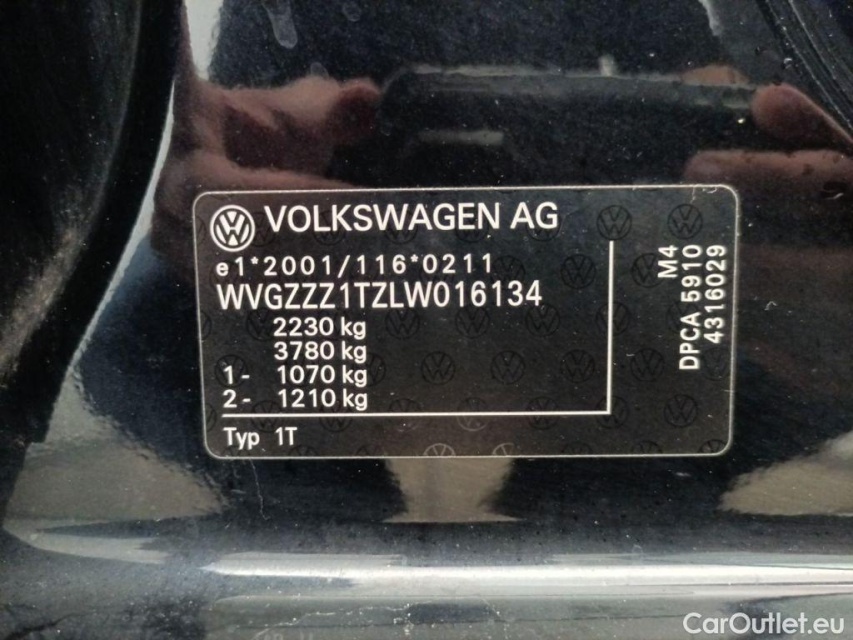 VOLKSWAGEN AG
e1*2001/116*0211
WVGZZZ1TZLW016134
2230 kg
3780 kg
1- 1070 kg
2- 1210 kg
Typ 1T
M4
DPCA 5910
4316029
CarOutlet.eu